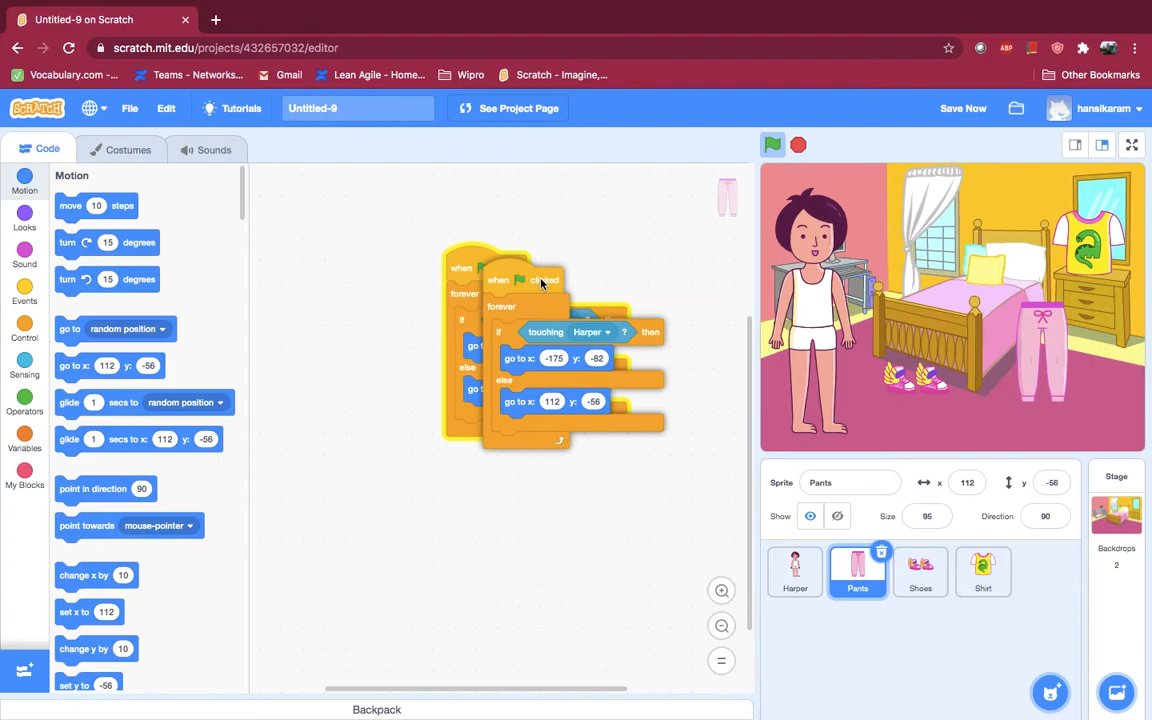 Untitled-9 on Scratch
scratch.mit.edu/projects/432657032/editor
ABP
Vocabulary.com -... Teams - Networks... Gmail Lean Agile - Home... Wipro Scratch - Imagine,... Other Bookmarks
SCRATCH File Edit Tutorials Untitled-9 See Project Page Save Now hansikaram
Code Costumes Sounds
Motion
Looks
Sound
Events
Control
Sensing
Operators
Variables
My Blocks
Motion
move 10 steps
turn 15 degrees
turn 15 degrees
go to random position
go to x: 112 y: -56
glide 1 secs to random position
glide 1 secs to x: 112 y: -56
point in direction 90
point towards mouse-pointer
change x by 10
set x to 112
change y by 10
set y to -56
when
forever
if
go t
else
go t
when clicked
forever
if touching Harper ? then
go to x: -175 y: -82
else
go to x: 112 y: -56
Backpack
Sprite Pants x 112 y -56
Show Size 95 Direction 90
Harper Pants Shoes Shirt
Stage
Backdrops
2